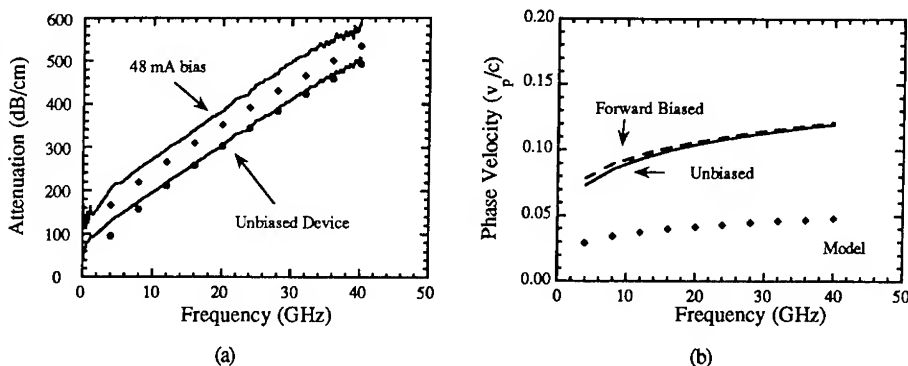 600
500
400
300
200
100
0
Attenuation (dB/cm)
48 mA bias
Unbiased Device
0
10
20
30
40
50
Frequency (GHz)
(a)
0.20
0.15
0.10
0.05
0.00
Phase Velocity (v_p/c)
Forward Biased
Unbiased
Model
0
10
20
30
40
50
Frequency (GHz)
(b)